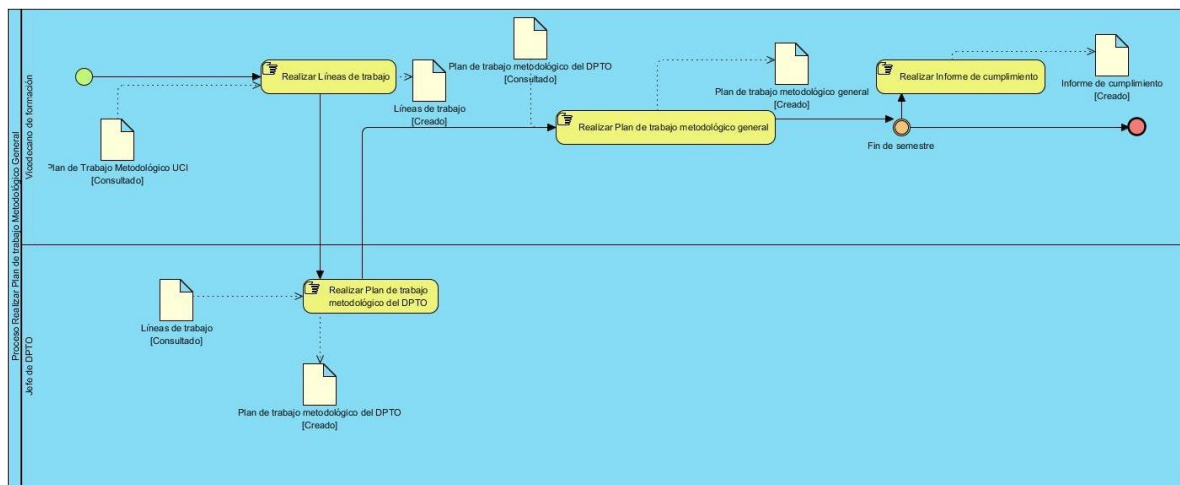 Proceso Realizar Plan de trabajo Metodológico General
Vicedecano de formación
Plan de Trabajo Metodológico UCI
[Consultado]
Realizar Líneas de trabajo
Líneas de trabajo
[Creado]
Plan de trabajo metodológico del DPTO
[Consultado]
Realizar Plan de trabajo metodológico general
Plan de trabajo metodológico general
[Creado]
Realizar Informe de cumplimiento
Fin de semestre
Informe de cumplimiento
[Creado]
Jefe de DPTO
Líneas de trabajo
[Consultado]
Realizar Plan de trabajo
metodológico del DPTO
Plan de trabajo metodológico del DPTO
[Creado]